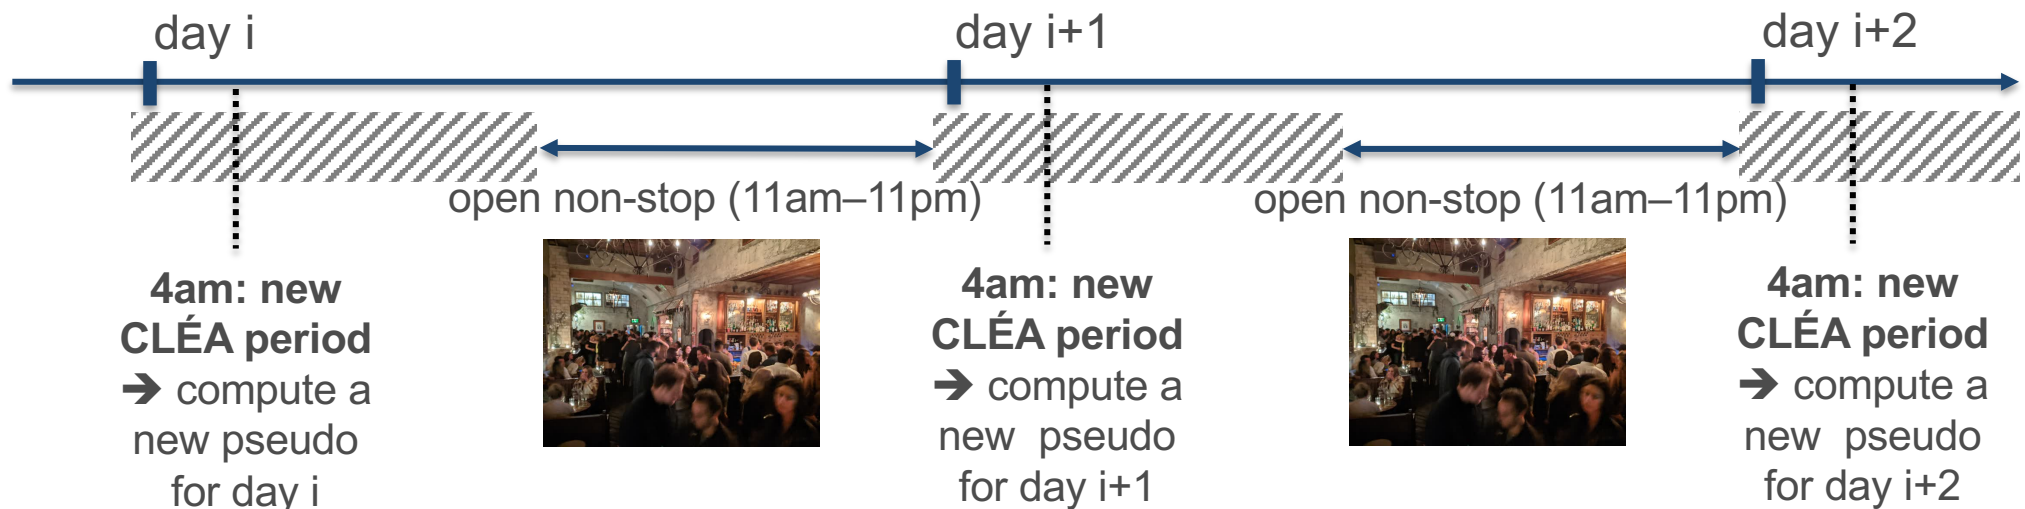 day i
day i+1
day i+2
open non-stop (11am–11pm)
open non-stop (11am–11pm)
4am: new
CLÉA period
➔ compute a
new pseudo
for day i
4am: new
CLÉA period
➔ compute a
new pseudo
for day i+1
4am: new
CLÉA period
➔ compute a
new pseudo
for day i+2